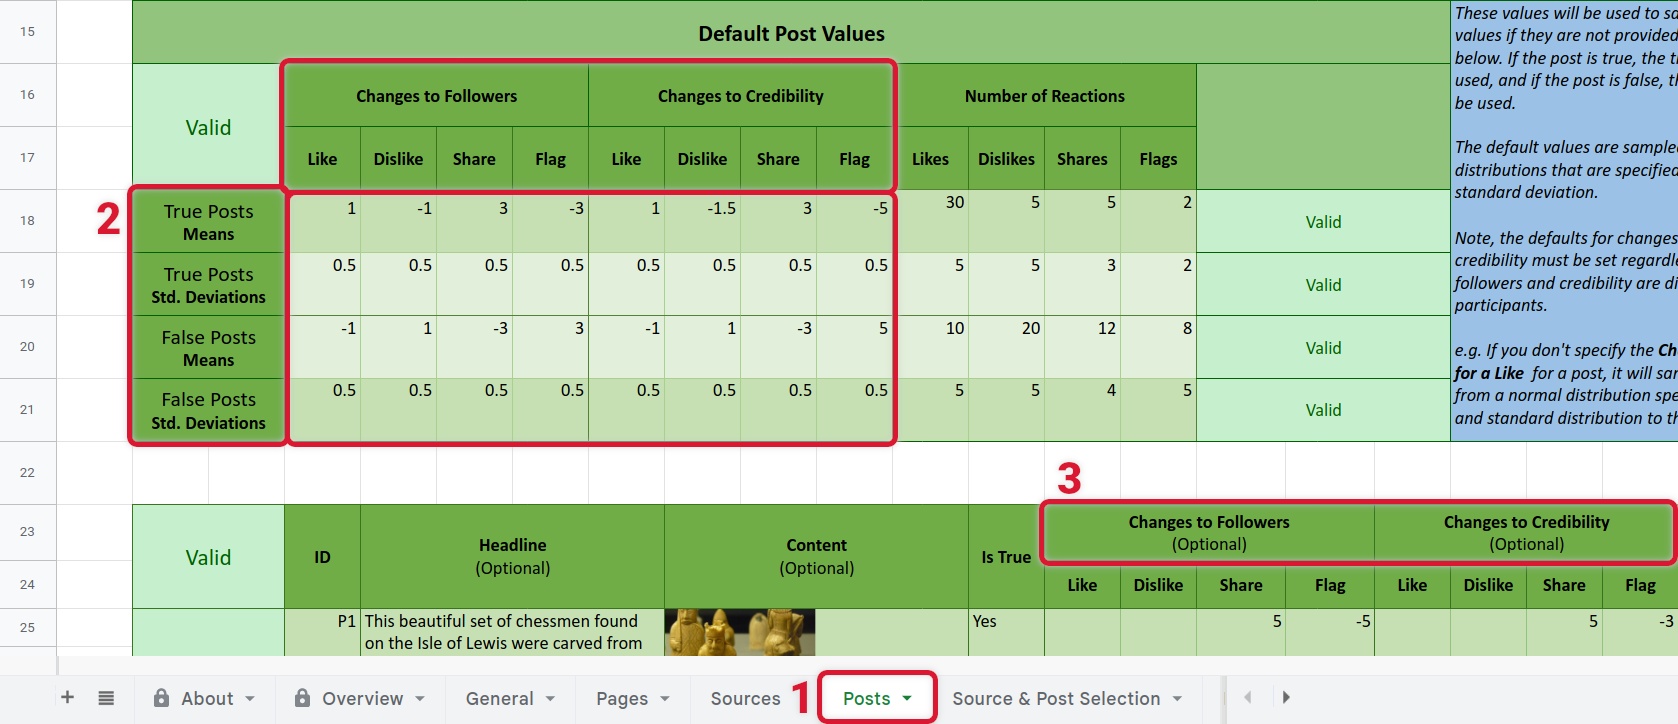 15
Default Post Values
These values will be used to sa
values if they are not provided
below. If the post is true, the t
used, and if the post is false, th
be used.
16
Valid
Changes to Followers
Changes to Credibility
Number of Reactions
17
Like Dislike Share Flag Like Dislike Share Flag Likes Dislikes Shares Flags
The default values are sampled
distributions that are specified
standard deviation.
2
18
True Posts
Means
1 -1 3 -3 1 -1.5 3 -5 30 5 5 2
Valid
19
True Posts
Std. Deviations
0.5 0.5 0.5 0.5 0.5 0.5 0.5 0.5 5 5 3 2
Valid
Note, the defaults for changes
credibility must be set regardle
followers and credibility are di
participants.
20
False Posts
Means
-1 1 -3 3 -1 1 -3 5 10 20 12 8
Valid
21
False Posts
Std. Deviations
0.5 0.5 0.5 0.5 0.5 0.5 0.5 0.5 5 5 4 5
Valid
e.g. If you don't specify the Ch
for a Like for a post, it will sam
from a normal distribution spe
and standard distribution to th
22
3
23
Valid
ID
Headline
(Optional)
Content
(Optional)
Is True
Changes to Followers
(Optional)
Changes to Credibility
(Optional)
24
Like Dislike Share Flag Like Dislike Share Flag
25
P1
This beautiful set of chessmen found
on the Isle of Lewis were carved from
Yes
5 -5 5 -3
+ About Overview General Pages Sources 1 Posts Source & Post Selection